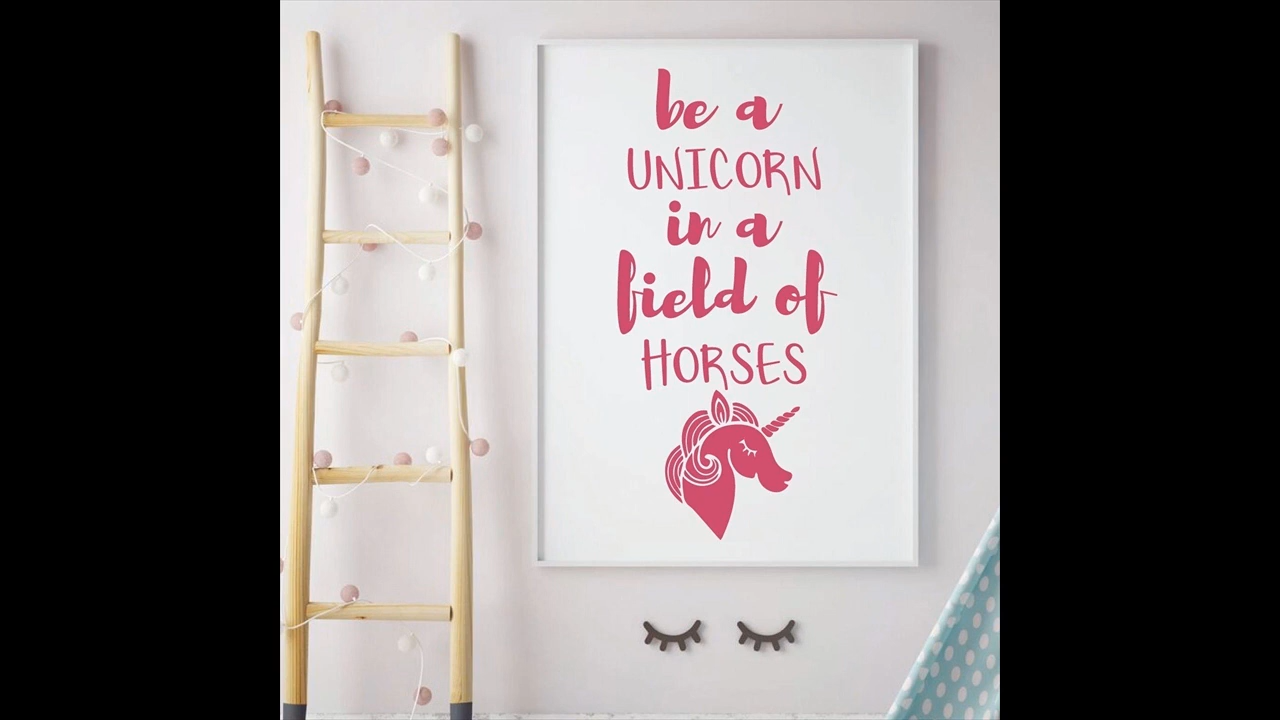 be a
UNICORN
in a
field of
HORSES